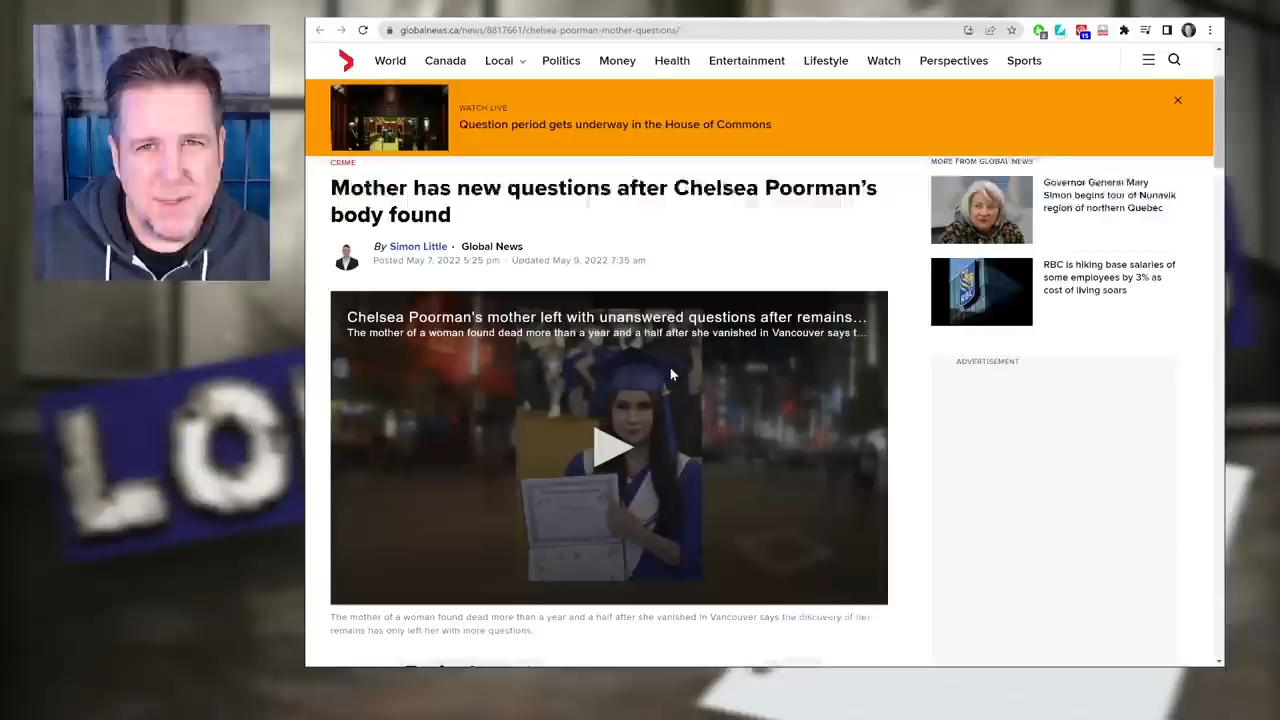 globalnews.ca/news/8817661/chelsea-poorman-mother-questions/
2
15
World Canada Local Politics Money Health Entertainment Lifestyle Watch Perspectives Sports
WATCH LIVE
Question period gets underway in the House of Commons
CRIME
Mother has new questions after Chelsea Poorman's
body found
By Simon Little · Global News
Posted May 7, 2022 5:25 pm · Updated May 9, 2022 7:35 am
Chelsea Poorman's mother left with unanswered questions after remains...
The mother of a woman found dead more than a year and a half after she vanished in Vancouver says t...
The mother of a woman found dead more than a year and a half after she vanished in Vancouver says the discovery of her
remains has only left her with more questions.
MORE FROM GLOBAL NEWS
Governor General Mary
Simon begins tour of Nunavik
region of northern Quebec
RBC
RBC is hiking base salaries of
some employees by 3% as
cost of living soars
ADVERTISEMENT
LO